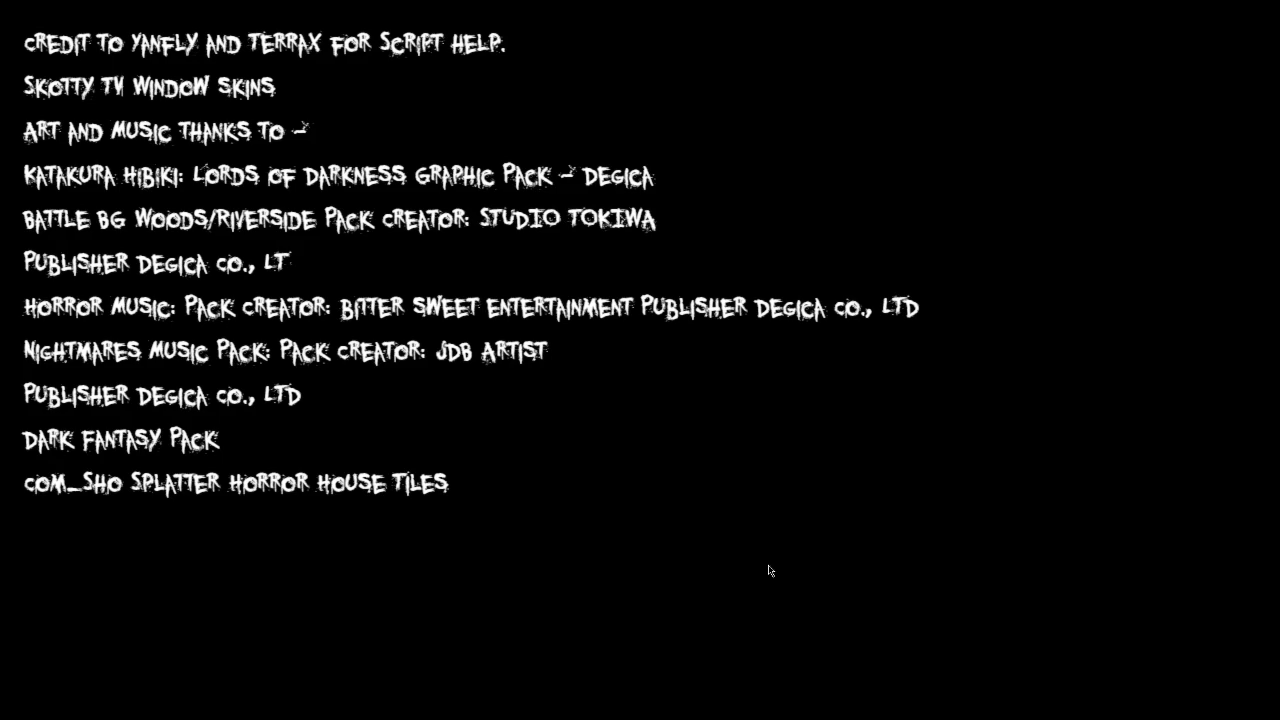 CREDIT TO YANFLY AND TERRAX FOR SCRIPT HELP.
SKOTTY TV WINDOW SKINS
ART AND MUSIC THANKS TO -
KATAKURA HIBIKI: LORDS OF DARKNESS GRAPHIC PACK - DEGICA
BATTLE BG WOODS/RIVERSIDE PACK CREATOR: STUDIO TOKIWA
PUBLISHER DEGICA CO., LT
HORROR MUSIC: PACK CREATOR: BITTER SWEET ENTERTAINMENT PUBLISHER DEGICA CO., LTD
NIGHTMARES MUSIC PACK: PACK CREATOR: JDB ARTIST
PUBLISHER DEGICA CO., LTD
DARK FANTASY PACK
COM_SHO SPLATTER HORROR HOUSE TILES